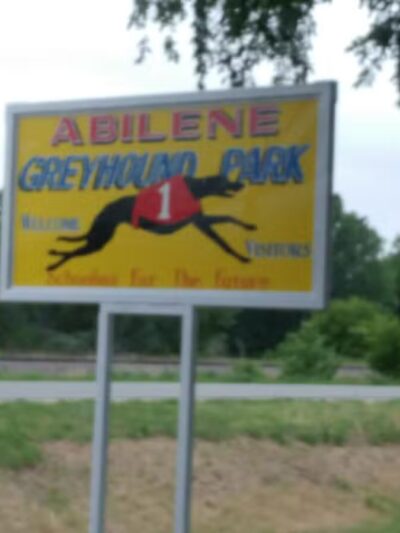 ABILENE
GREYHOUND PARK
1
WELCOME VISITORS
Schooling For The Future